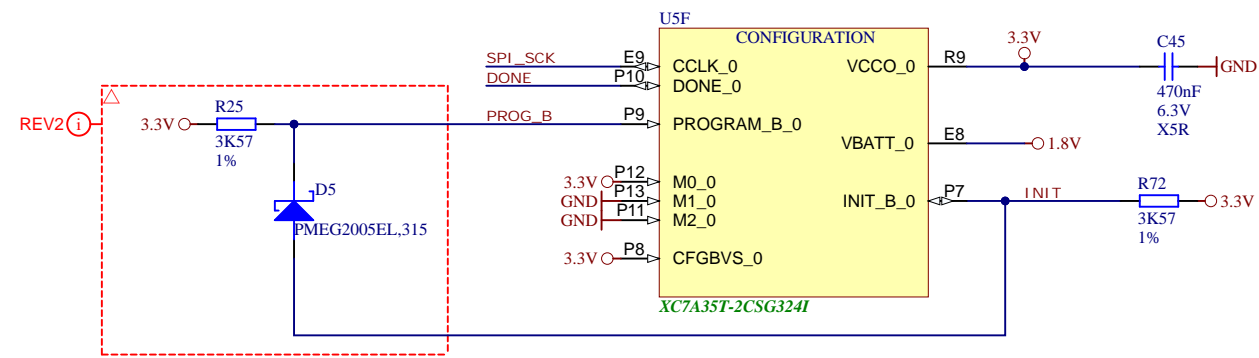 U5F
CONFIGURATION
SPI_SCK E9 CCLK_0 VCCO_0 R9 3.3V C45 GND
DONE P10 DONE_0 470nF
6.3V
X5R
REV2 i 3.3V R25 PROG_B P9 PROGRAM_B_0
3K57
1%
VBATT_0 E8 1.8V
D5
PMEG2005EL,315
3.3V P12 M0_0
GND P13 M1_0 INIT_B_0 P7 INIT R72 3.3V
GND P11 M2_0 3K57
1%
3.3V P8 CFGBVS_0
XC7A35T-2CSG324I